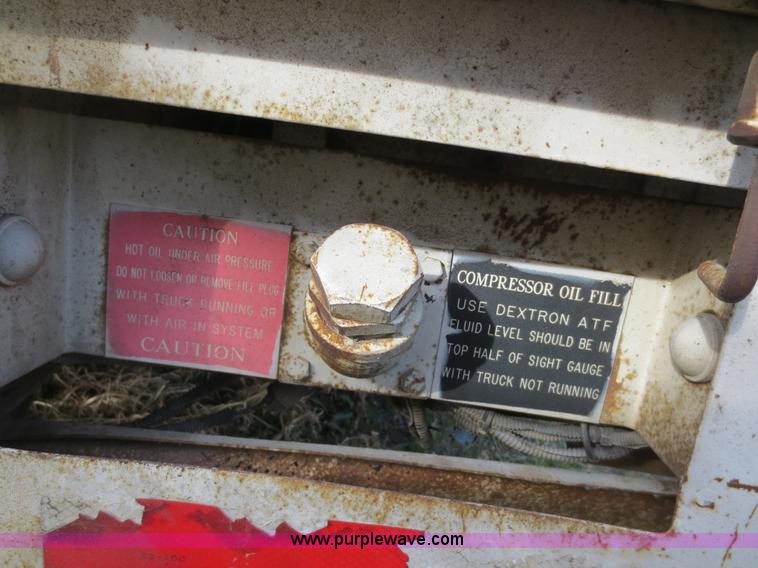 CAUTION
HOT OIL UNDER AIR PRESSURE
DO NOT LOOSEN OR REMOVE FILL PLUG
WITH TRUCK RUNNING OR
WITH AIR IN SYSTEM
CAUTION
COMPRESSOR OIL FILL
USE DEXTRON ATF
FLUID LEVEL SHOULD BE IN
TOP HALF OF SIGHT GAUGE
WITH TRUCK NOT RUNNING
www.purplewave.com